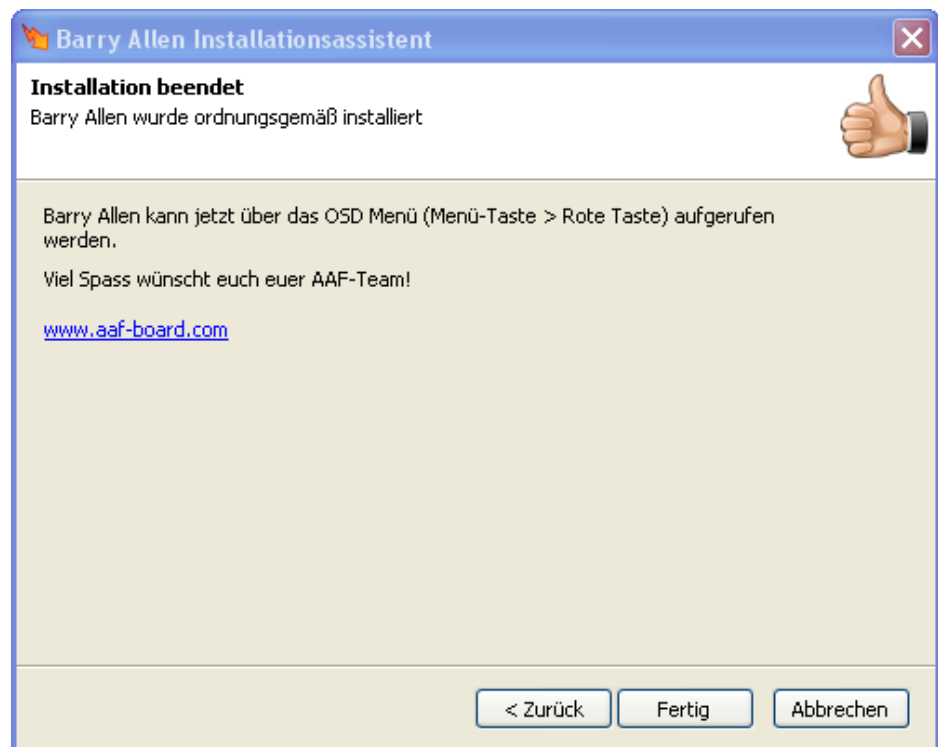 Barry Allen Installationsassistent
Installation beendet
Barry Allen wurde ordnungsgemäß installiert
Barry Allen kann jetzt über das OSD Menü (Menü-Taste > Rote Taste) aufgerufen
werden.
Viel Spass wünscht euch euer AAF-Team!
www.aaf-board.com
< Zurück
Fertig
Abbrechen